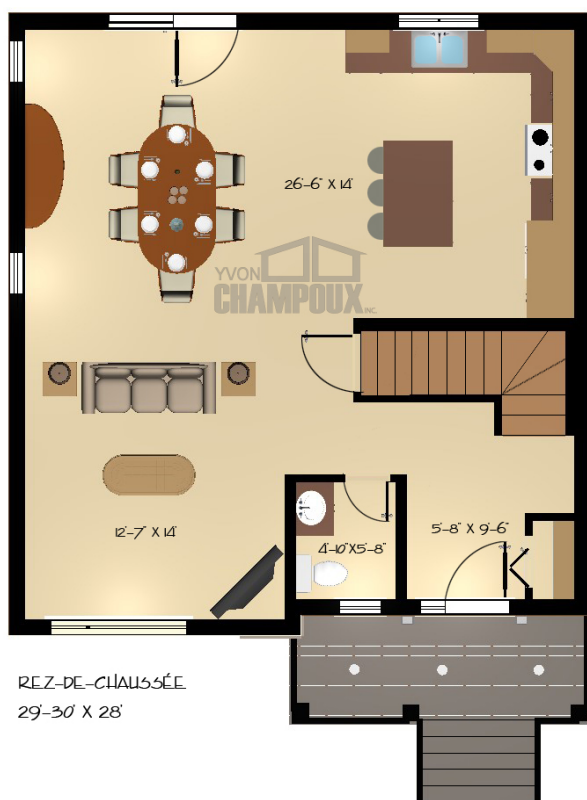 26'-6" X 14'
YVON
CHAMPOUX INC.
12'-7" X 14'
4'-10"X5'-8"
5'-8" X 9'-6"
REZ-DE-CHAUSSÉE
29'-30' X 28'